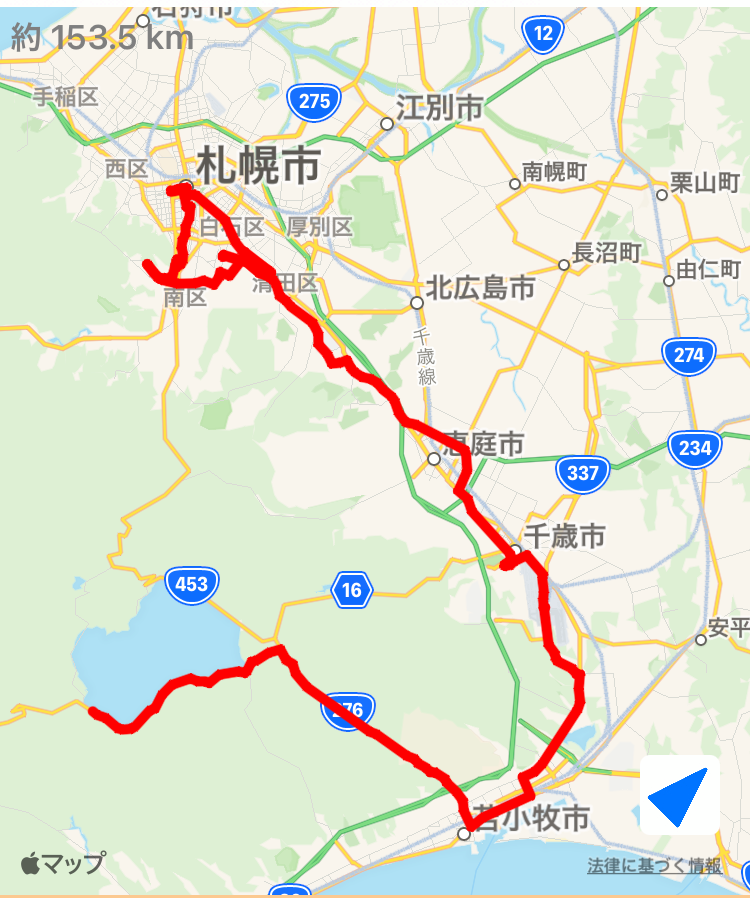 石狩市
約 153.5 km
12
手稲区
275
江別市
西区
札幌市
南幌町
栗山町
白石区
厚別区
長沼町
由仁町
清田区
南区
北広島市
千歳線
274
恵庭市
234
337
千歳市
453
16
安平
276
苫小牧市
マップ
法律に基づく情報